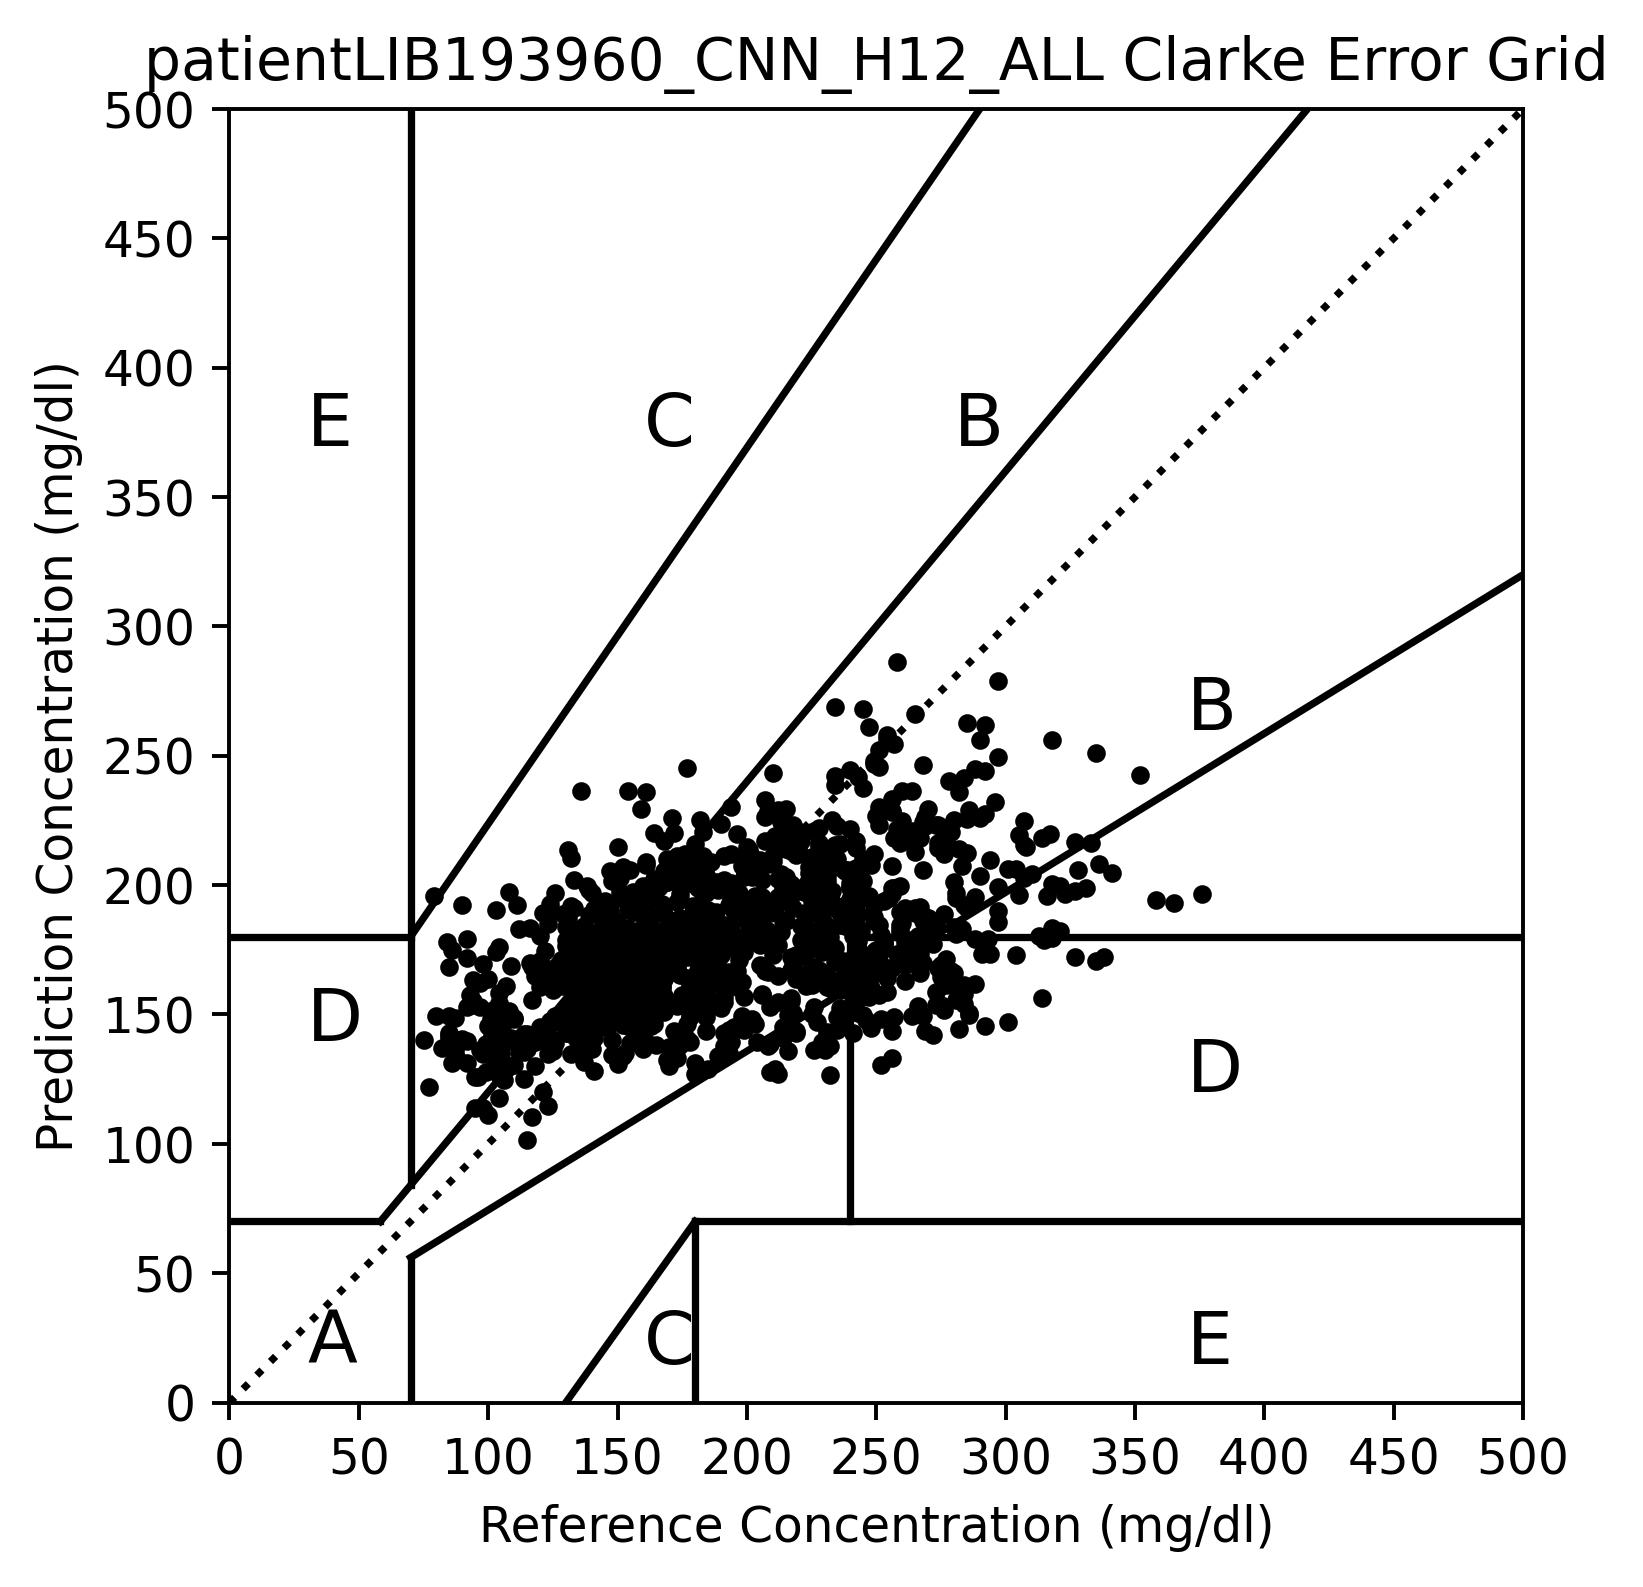 patientLIB193960_CNN_H12_ALL Clarke Error Grid
500
450
400
350
300
250
200
150
100
50
0
Prediction Concentration (mg/dl)
E
C
B
B
D
D
A
C
E
0 50 100 150 200 250 300 350 400 450 500
Reference Concentration (mg/dl)